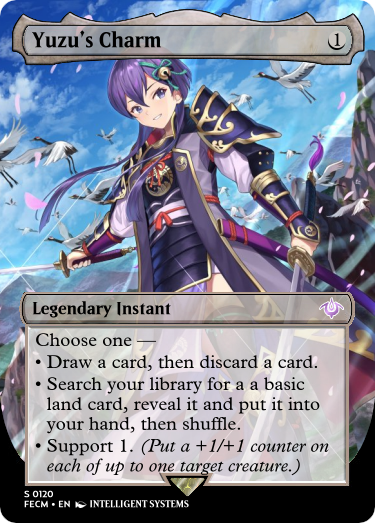 Yuzu's Charm 1
Legendary Instant
Choose one —
• Draw a card, then discard a card.
• Search your library for a a basic
land card, reveal it and put it into
your hand, then shuffle.
• Support 1. (Put a +1/+1 counter on
each of up to one target creature.)
S 0120
FECM • EN INTELLIGENT SYSTEMS